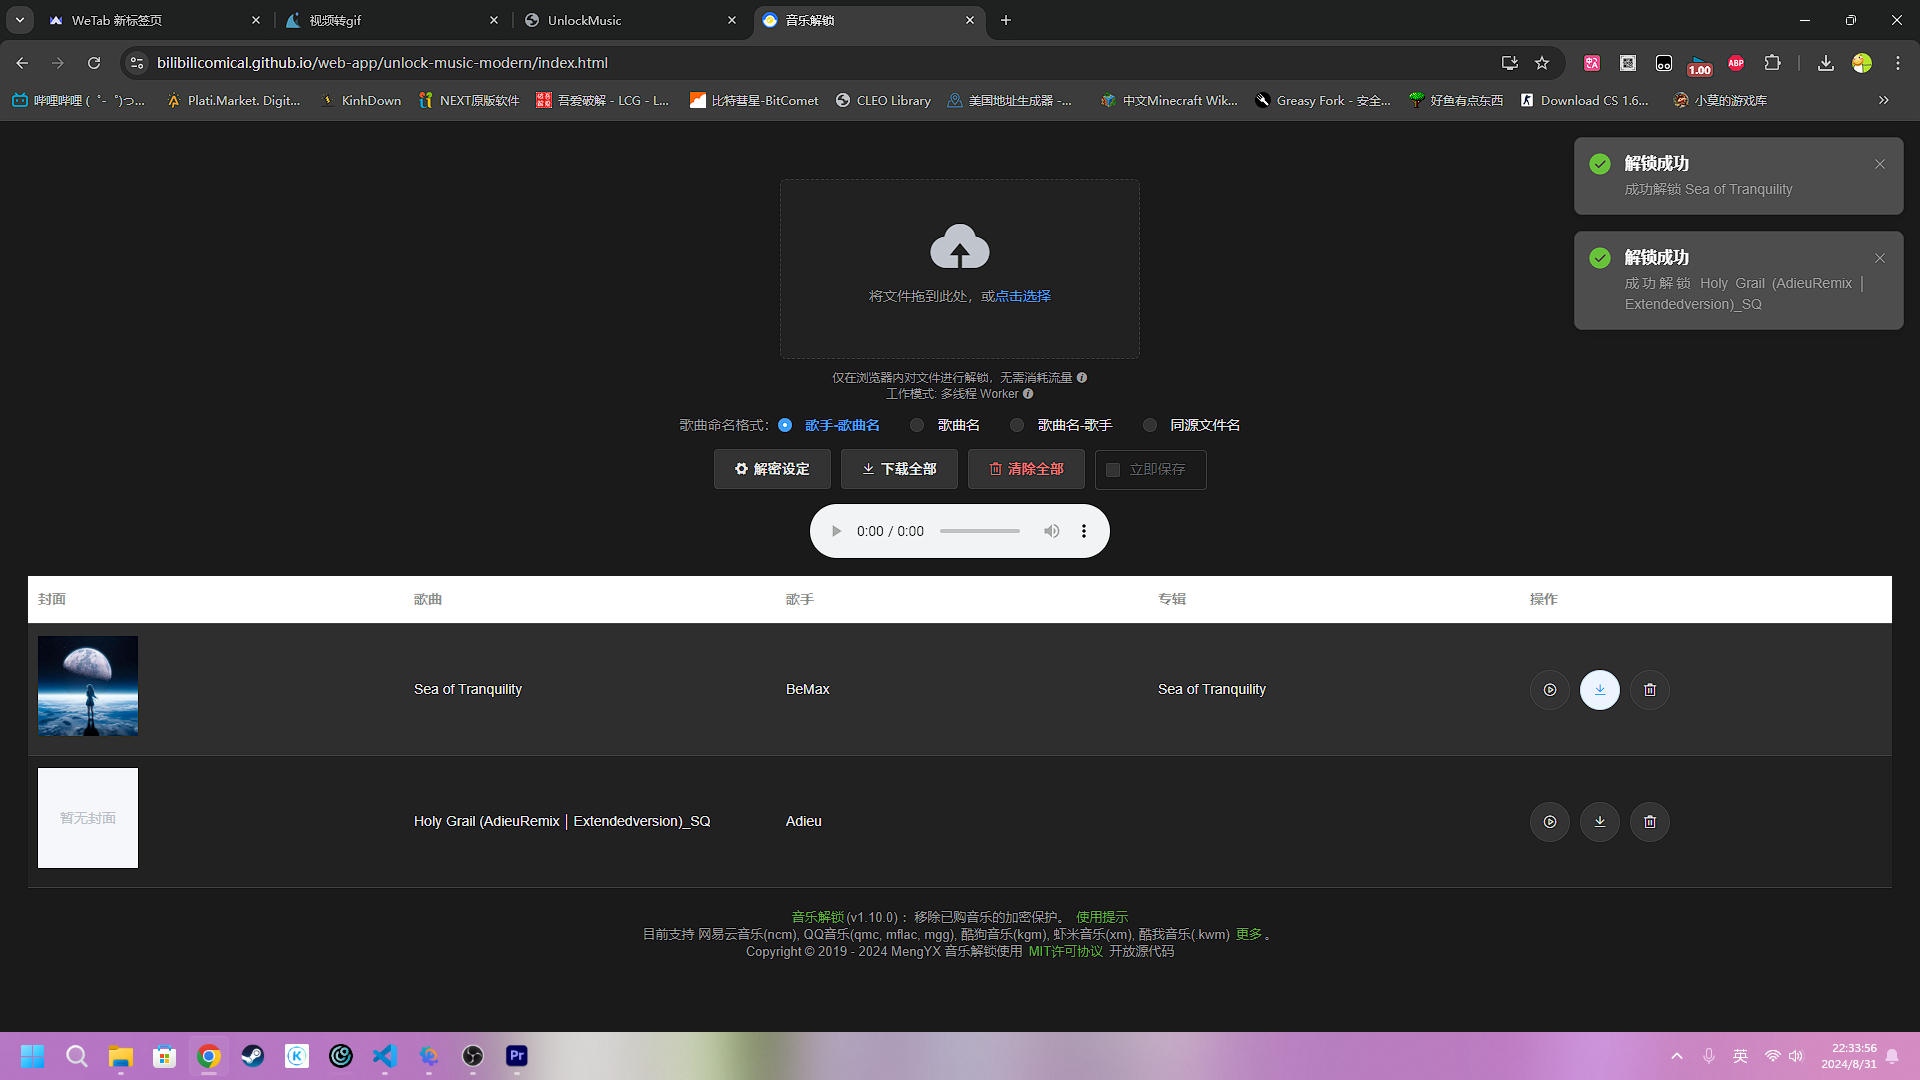 WeTab 新标签页
视频转gif
UnlockMusic
音乐解锁
bilibilicomical.github.io/web-app/unlock-music-modern/index.html
1.00
ABP
哔哩哔哩 ( ゜- ゜)つ...
Plati.Market. Digit...
KinhDown
NEXT原版软件
吾爱破解 - LCG - L...
比特彗星-BitComet
CLEO Library
美国地址生成器 -...
中文Minecraft Wik...
Greasy Fork - 安全...
好鱼有点东西
Download CS 1.6...
小莫的游戏库
解锁成功
成功解锁 Sea of Tranquility
解锁成功
成功解锁 Holy Grail (AdieuRemix｜
Extendedversion)_SQ
将文件拖到此处，或点击选择
仅在浏览器内对文件进行解锁，无需消耗流量
工作模式: 多线程 Worker
歌曲命名格式： 歌手-歌曲名 歌曲名 歌曲名-歌手 同源文件名
解密设定 下载全部 清除全部 立即保存
0:00 / 0:00
封面 歌曲 歌手 专辑 操作
Sea of Tranquility BeMax Sea of Tranquility
暂无封面 Holy Grail (AdieuRemix｜Extendedversion)_SQ Adieu
音乐解锁(v1.10.0)：移除已购音乐的加密保护。 使用提示
目前支持 网易云音乐(ncm), QQ音乐(qmc, mflac, mgg), 酷狗音乐(kgm), 虾米音乐(xm), 酷我音乐(.kwm) 更多。
Copyright © 2019 - 2024 MengYX 音乐解锁使用 MIT许可协议 开放源代码
Pr
英
22:33:56
2024/8/31